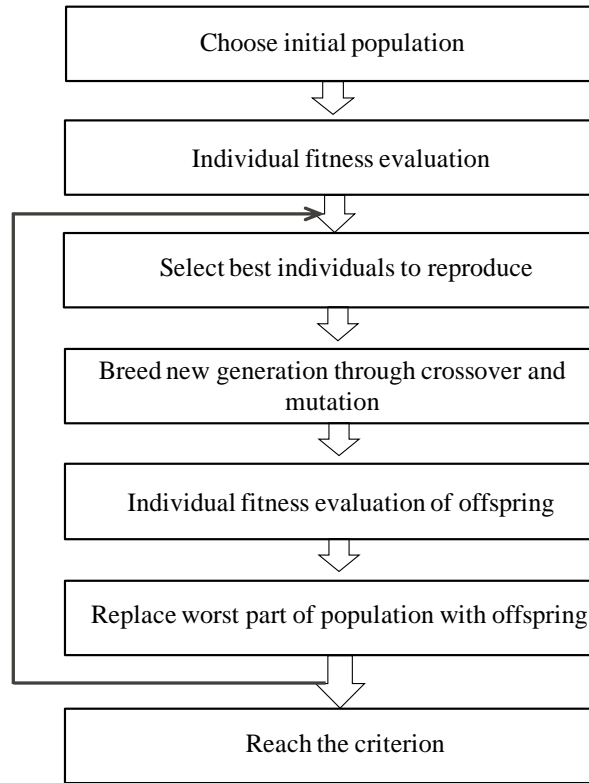 Choose initial population
Individual fitness evaluation
Select best individuals to reproduce
Breed new generation through crossover and
mutation
Individual fitness evaluation of offspring
Replace worst part of population with offspring
Reach the criterion